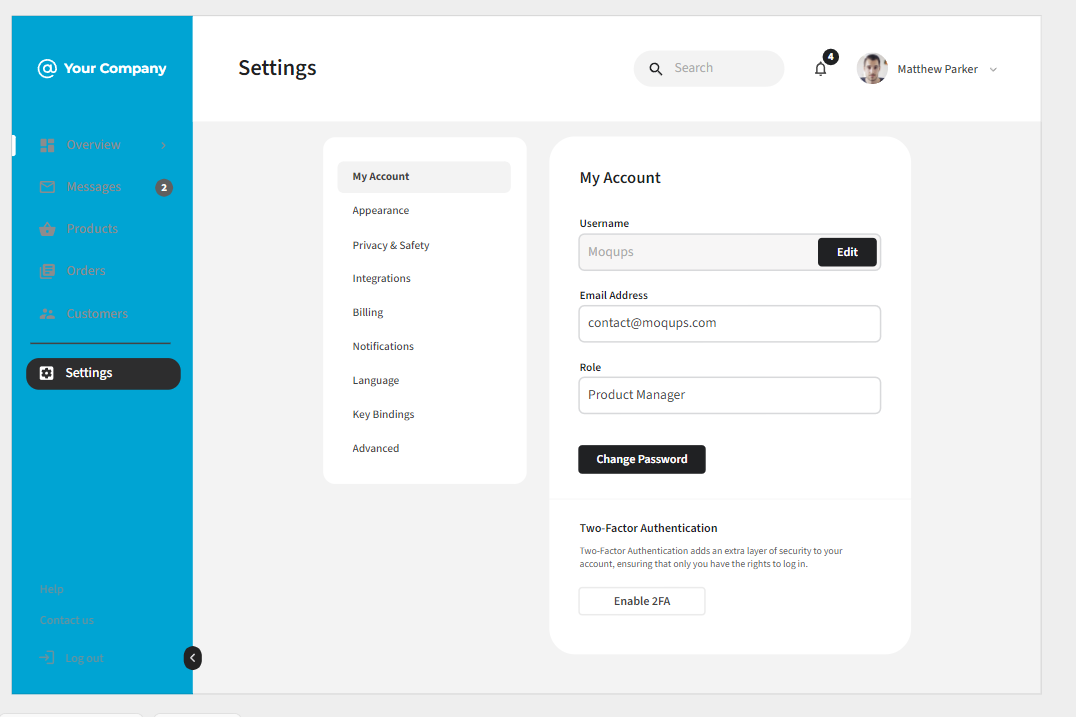 @ Your Company
Settings
Search
4
Matthew Parker
Overview
Messages
2
Products
Orders
Customers
Settings
Help
Contact us
Log out
My Account
Appearance
Privacy & Safety
Integrations
Billing
Notifications
Language
Key Bindings
Advanced
My Account
Username
Moqups
Edit
Email Address
contact@moqups.com
Role
Product Manager
Change Password
Two-Factor Authentication
Two-Factor Authentication adds an extra layer of security to your
account, ensuring that only you have the rights to log in.
Enable 2FA